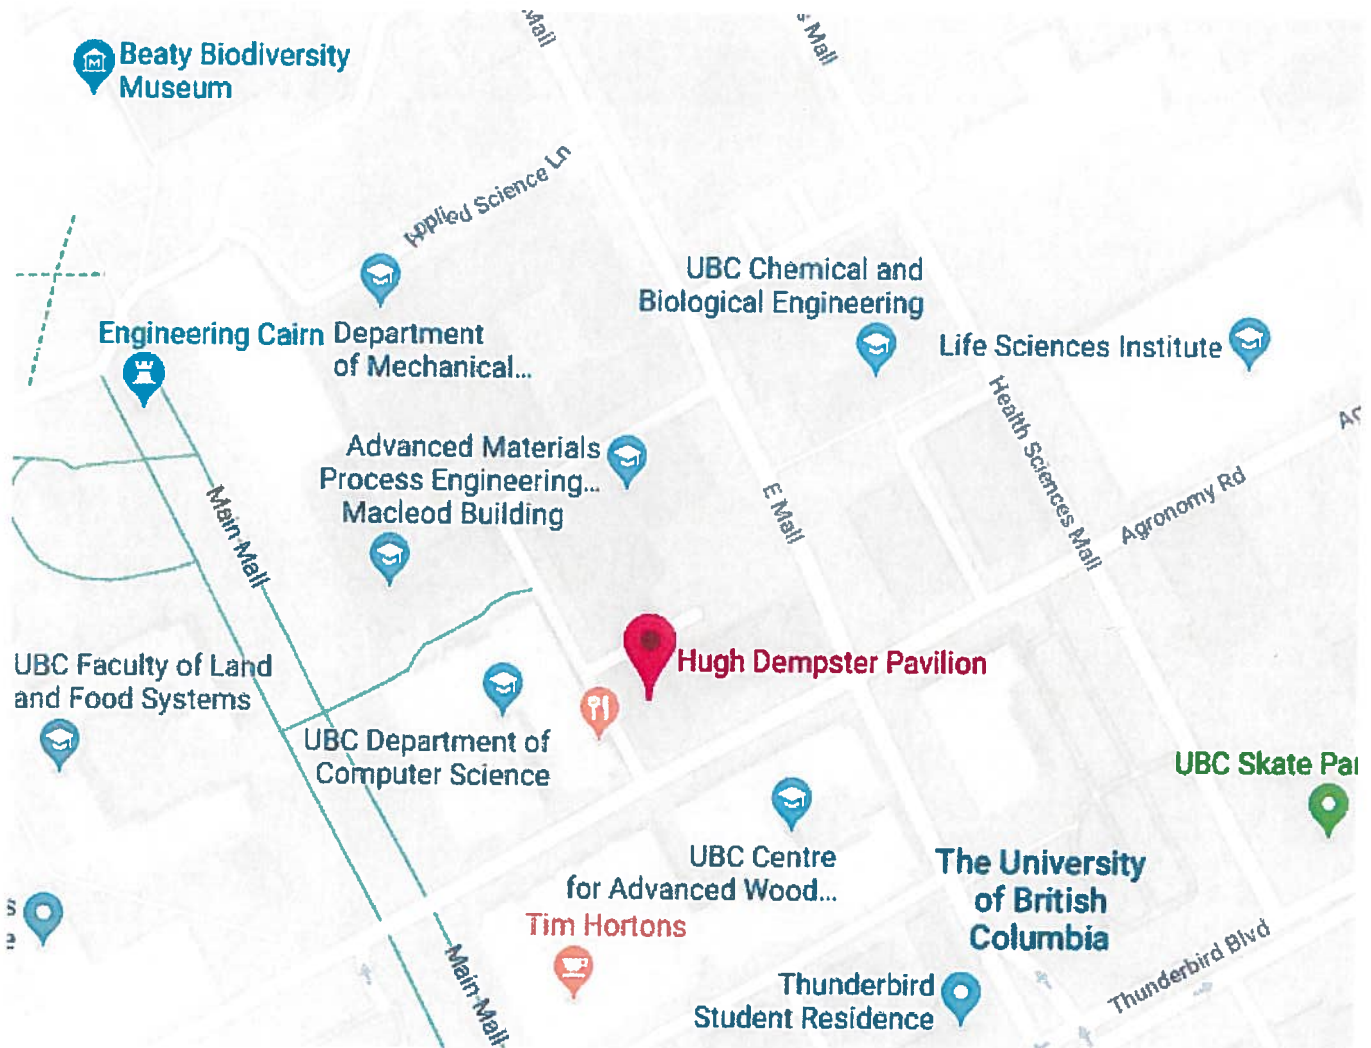 Mall
s Mall
Beaty Biodiversity
Museum
Applied Science Ln
UBC Chemical and
Biological Engineering
Engineering Cairn
Department
of Mechanical...
Life Sciences Institute
Health Sciences Mall
Advanced Materials
Process Engineering...
Macleod Building
Main Mall
E Mall
Agronomy Rd
UBC Faculty of Land
and Food Systems
Hugh Dempster Pavilion
UBC Department of
Computer Science
UBC Skate Par
UBC Centre
for Advanced Wood...
The University
of British
Columbia
Tim Hortons
Main Mall
Thunderbird
Student Residence
Thunderbird Blvd